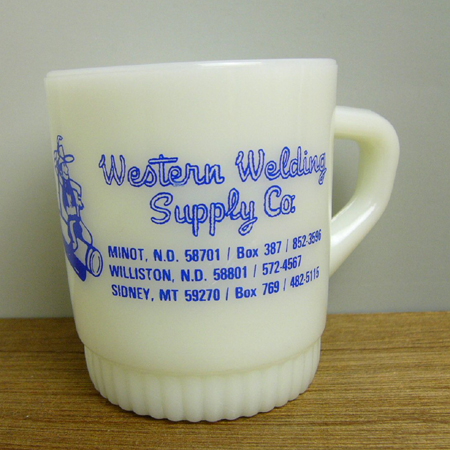 Western Welding
Supply Co.
MINOT, N.D. 58701 / Box 387 / 852-3596
WILLISTON, N.D. 58801 / 572-4567
SIDNEY, MT 59270 / Box 769 / 482-5116